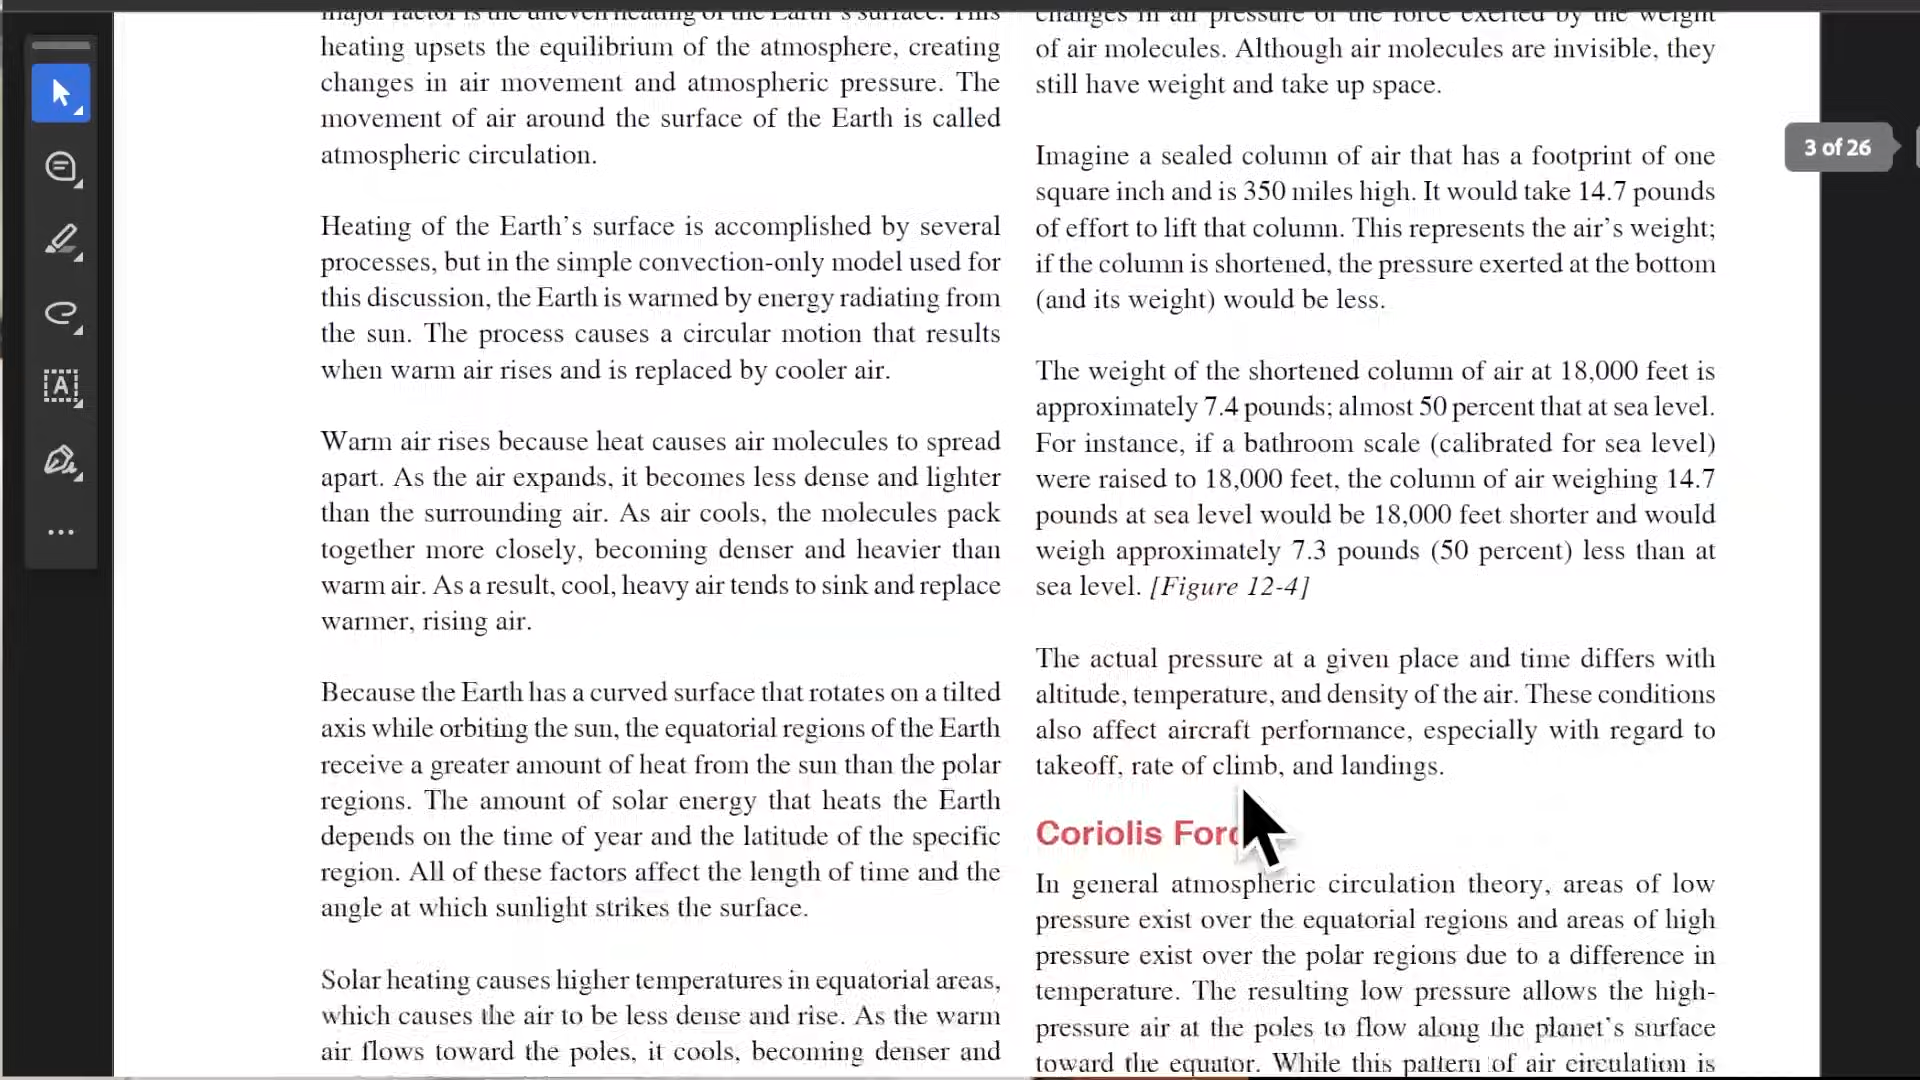 major factor is the uneven heating of the Earth's surface. This
heating upsets the equilibrium of the atmosphere, creating
changes in air movement and atmospheric pressure. The
movement of air around the surface of the Earth is called
atmospheric circulation.
Heating of the Earth's surface is accomplished by several
processes, but in the simple convection-only model used for
this discussion, the Earth is warmed by energy radiating from
the sun. The process causes a circular motion that results
when warm air rises and is replaced by cooler air.
Warm air rises because heat causes air molecules to spread
apart. As the air expands, it becomes less dense and lighter
than the surrounding air. As air cools, the molecules pack
together more closely, becoming denser and heavier than
warm air. As a result, cool, heavy air tends to sink and replace
warmer, rising air.
Because the Earth has a curved surface that rotates on a tilted
axis while orbiting the sun, the equatorial regions of the Earth
receive a greater amount of heat from the sun than the polar
regions. The amount of solar energy that heats the Earth
depends on the time of year and the latitude of the specific
region. All of these factors affect the length of time and the
angle at which sunlight strikes the surface.
Solar heating causes higher temperatures in equatorial areas,
which causes the air to be less dense and rise. As the warm
air flows toward the poles, it cools, becoming denser and
changes in air pressure or the force exerted by the weight
of air molecules. Although air molecules are invisible, they
still have weight and take up space.
Imagine a sealed column of air that has a footprint of one
square inch and is 350 miles high. It would take 14.7 pounds
of effort to lift that column. This represents the air's weight;
if the column is shortened, the pressure exerted at the bottom
(and its weight) would be less.
The weight of the shortened column of air at 18,000 feet is
approximately 7.4 pounds; almost 50 percent that at sea level.
For instance, if a bathroom scale (calibrated for sea level)
were raised to 18,000 feet, the column of air weighing 14.7
pounds at sea level would be 18,000 feet shorter and would
weigh approximately 7.3 pounds (50 percent) less than at
sea level. [Figure 12-4]
The actual pressure at a given place and time differs with
altitude, temperature, and density of the air. These conditions
also affect aircraft performance, especially with regard to
takeoff, rate of climb, and landings.
Coriolis
In general atmospheric circulation theory, areas of low
pressure exist over the equatorial regions and areas of high
pressure exist over the polar regions due to a difference in
temperature. The resulting low pressure allows the high-
pressure air at the poles to flow along the planet's surface
toward the equator. While this pattern of air circulation is
3 of 26